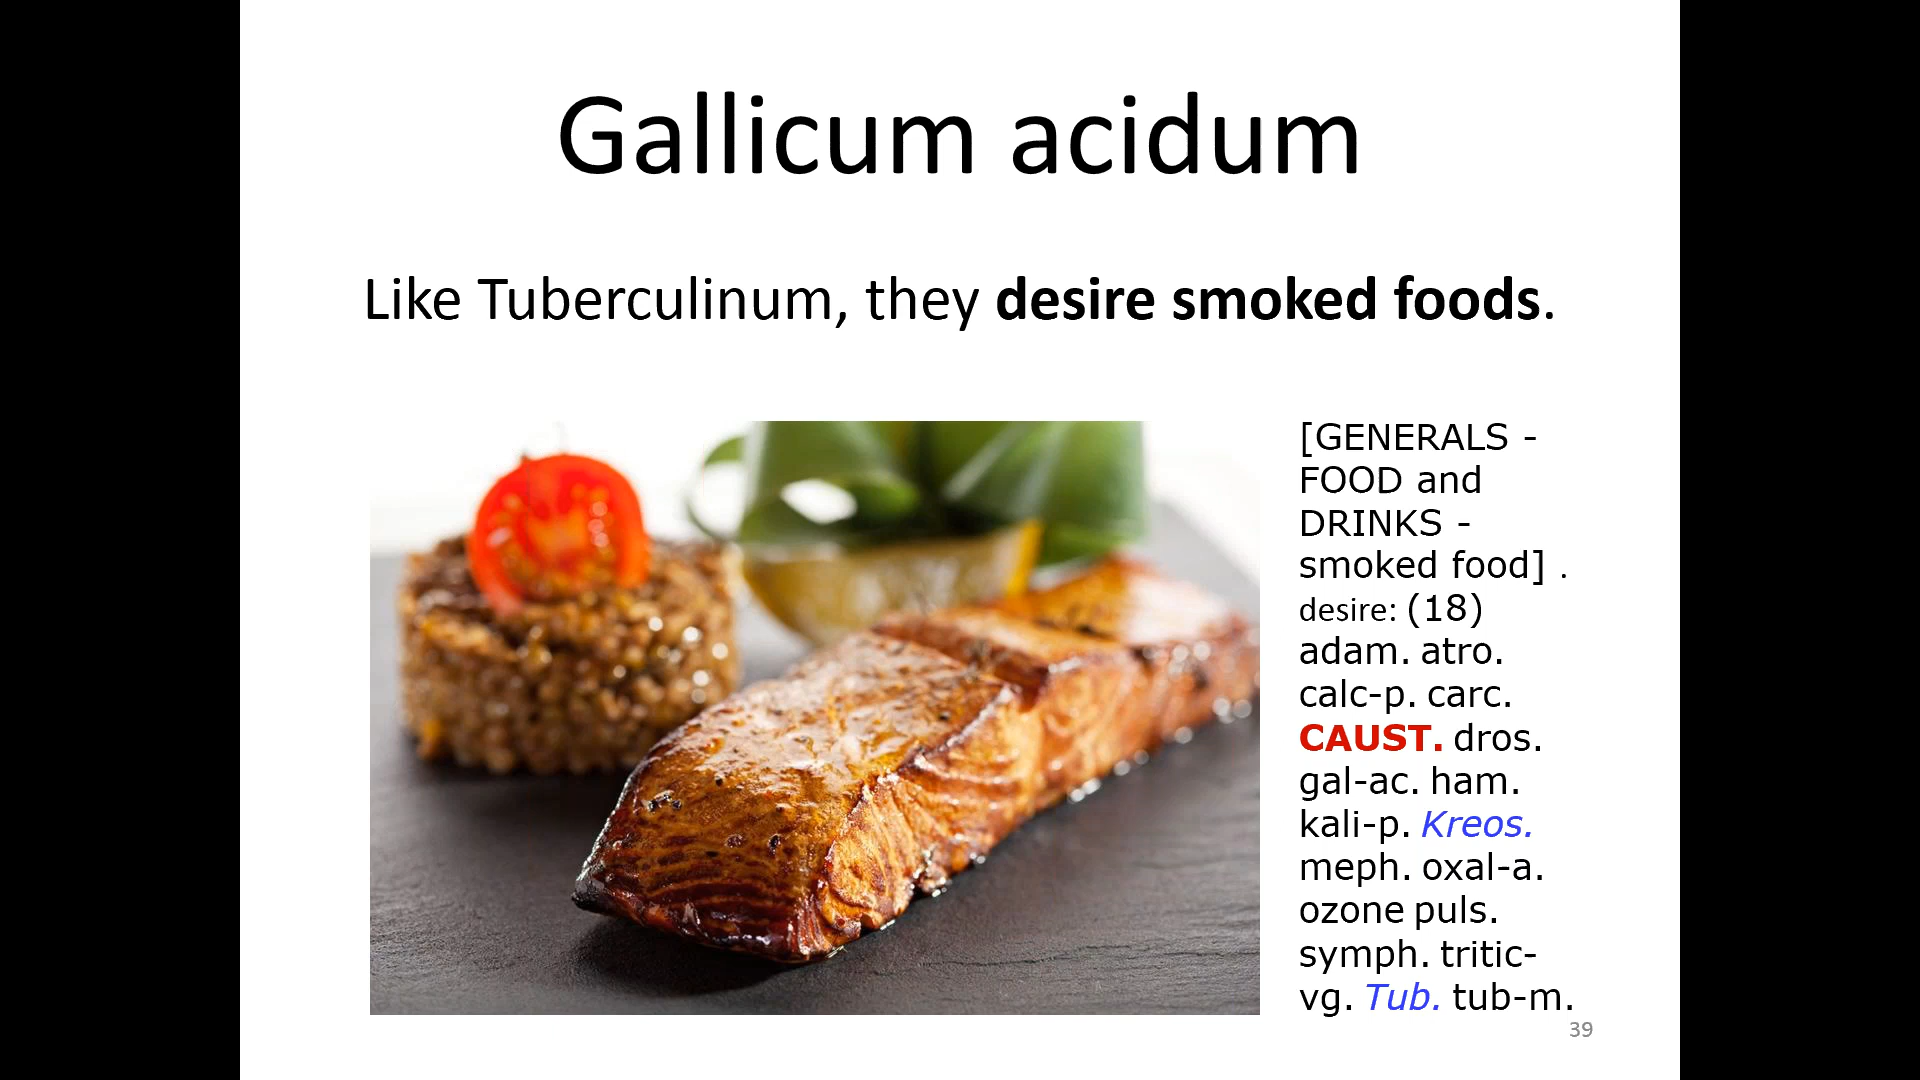 Gallicum acidum
Like Tuberculinum, they desire smoked foods.
[GENERALS -
FOOD and
DRINKS -
smoked food] .
desire: (18)
adam. atro.
calc-p. carc.
CAUST. dros.
gal-ac. ham.
kali-p. Kreos.
meph. oxal-a.
ozone puls.
symph. tritic-
vg. Tub. tub-m.
39